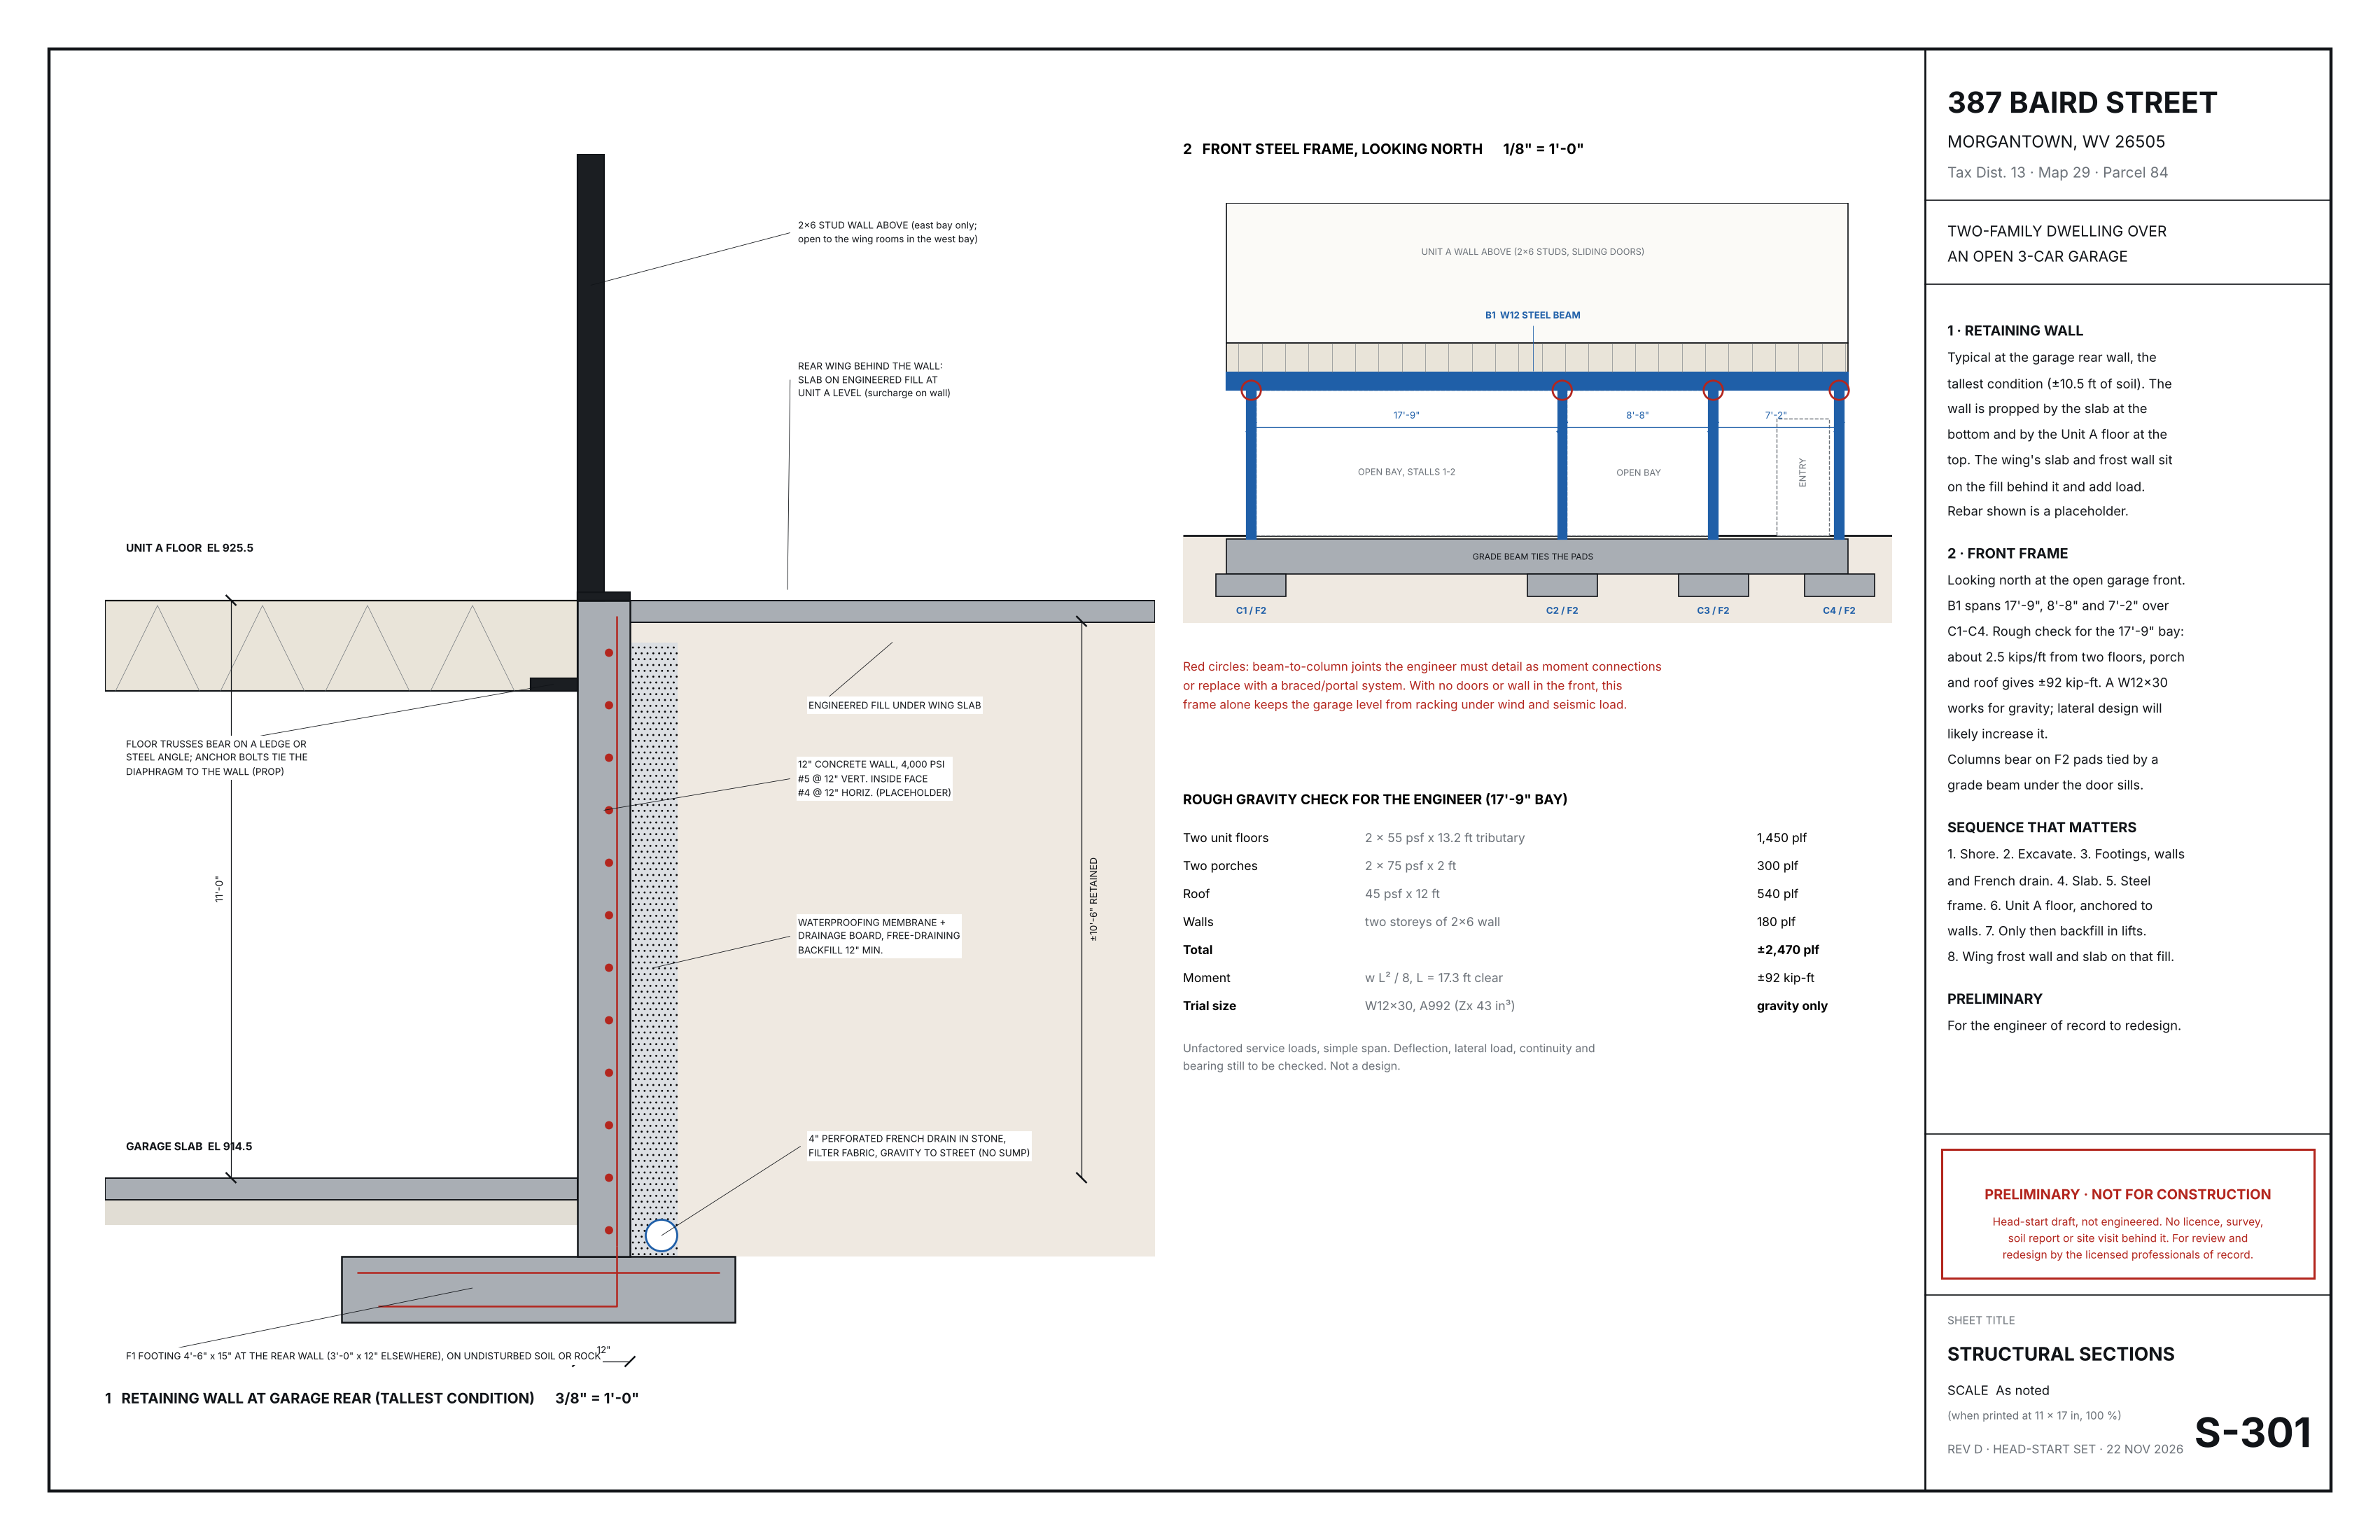 2×6 STUD WALL ABOVE (east bay only;
open to the wing rooms in the west bay)
REAR WING BEHIND THE WALL:
SLAB ON ENGINEERED FILL AT
UNIT A LEVEL (surcharge on wall)
UNIT A FLOOR EL 925.5
ENGINEERED FILL UNDER WING SLAB
FLOOR TRUSSES BEAR ON A LEDGE OR
STEEL ANGLE; ANCHOR BOLTS TIE THE
DIAPHRAGM TO THE WALL (PROP)
12" CONCRETE WALL, 4,000 PSI
#5 @ 12" VERT. INSIDE FACE
#4 @ 12" HORIZ. (PLACEHOLDER)
11'-0"
±10'-6" RETAINED
WATERPROOFING MEMBRANE +
DRAINAGE BOARD, FREE-DRAINING
BACKFILL 12" MIN.
GARAGE SLAB EL 914.5
4" PERFORATED FRENCH DRAIN IN STONE,
FILTER FABRIC, GRAVITY TO STREET (NO SUMP)
F1 FOOTING 4'-6" x 15" AT THE REAR WALL (3'-0" x 12" ELSEWHERE), ON UNDISTURBED SOIL OR ROCK
12"
1 RETAINING WALL AT GARAGE REAR (TALLEST CONDITION) 3/8" = 1'-0"
2 FRONT STEEL FRAME, LOOKING NORTH 1/8" = 1'-0"
UNIT A WALL ABOVE (2×6 STUDS, SLIDING DOORS)
B1 W12 STEEL BEAM
17'-9"
8'-8"
7'-2"
OPEN BAY, STALLS 1-2
OPEN BAY
ENTRY
GRADE BEAM TIES THE PADS
C1 / F2
C2 / F2
C3 / F2
C4 / F2
Red circles: beam-to-column joints the engineer must detail as moment connections
or replace with a braced/portal system. With no doors or wall in the front, this
frame alone keeps the garage level from racking under wind and seismic load.
ROUGH GRAVITY CHECK FOR THE ENGINEER (17'-9" BAY)
Two unit floors 2 × 55 psf x 13.2 ft tributary 1,450 plf
Two porches 2 × 75 psf x 2 ft 300 plf
Roof 45 psf x 12 ft 540 plf
Walls two storeys of 2×6 wall 180 plf
Total ±2,470 plf
Moment w L² / 8, L = 17.3 ft clear ±92 kip-ft
Trial size W12×30, A992 (Zx 43 in³) gravity only
Unfactored service loads, simple span. Deflection, lateral load, continuity and
bearing still to be checked. Not a design.
387 BAIRD STREET
MORGANTOWN, WV 26505
Tax Dist. 13 · Map 29 · Parcel 84
TWO-FAMILY DWELLING OVER
AN OPEN 3-CAR GARAGE
1 · RETAINING WALL
Typical at the garage rear wall, the
tallest condition (±10.5 ft of soil). The
wall is propped by the slab at the
bottom and by the Unit A floor at the
top. The wing's slab and frost wall sit
on the fill behind it and add load.
Rebar shown is a placeholder.
2 · FRONT FRAME
Looking north at the open garage front.
B1 spans 17'-9", 8'-8" and 7'-2" over
C1-C4. Rough check for the 17'-9" bay:
about 2.5 kips/ft from two floors, porch
and roof gives ±92 kip-ft. A W12×30
works for gravity; lateral design will
likely increase it.
Columns bear on F2 pads tied by a
grade beam under the door sills.
SEQUENCE THAT MATTERS
1. Shore. 2. Excavate. 3. Footings, walls
and French drain. 4. Slab. 5. Steel
frame. 6. Unit A floor, anchored to
walls. 7. Only then backfill in lifts.
8. Wing frost wall and slab on that fill.
PRELIMINARY
For the engineer of record to redesign.
PRELIMINARY · NOT FOR CONSTRUCTION
Head-start draft, not engineered. No licence, survey,
soil report or site visit behind it. For review and
redesign by the licensed professionals of record.
SHEET TITLE
STRUCTURAL SECTIONS
SCALE As noted
(when printed at 11 × 17 in, 100 %)
REV D · HEAD-START SET · 22 NOV 2026
S-301